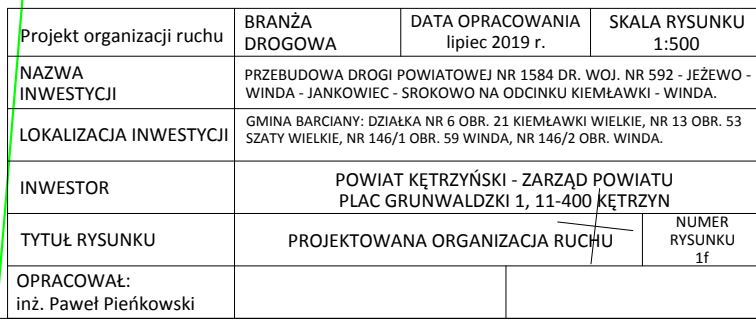 Projekt organizacji ruchu
BRANŻA
DROGOWA
DATA OPRACOWANIA
lipiec 2019 r.
SKALA RYSUNKU
1:500
NAZWA
INWESTYCJI
PRZEBUDOWA DROGI POWIATOWEJ NR 1584 DR. WOJ. NR 592 - JEŻEWO -
WINDA - JANKOWIEC - SROKOWO NA ODCINKU KIEMŁAWKI - WINDA.
LOKALIZACJA INWESTYCJI
GMINA BARCIANY: DZIAŁKA NR 6 OBR. 21 KIEMŁAWKI WIELKIE, NR 13 OBR. 53
SZATY WIELKIE, NR 146/1 OBR. 59 WINDA, NR 146/2 OBR. WINDA.
INWESTOR
POWIAT KĘTRZYŃSKI - ZARZĄD POWIATU
PLAC GRUNWALDZKI 1, 11-400 KĘTRZYN
TYTUŁ RYSUNKU
PROJEKTOWANA ORGANIZACJA RUCHU
NUMER
RYSUNKU
1f
OPRACOWAŁ:
inż. Paweł Pieńkowski